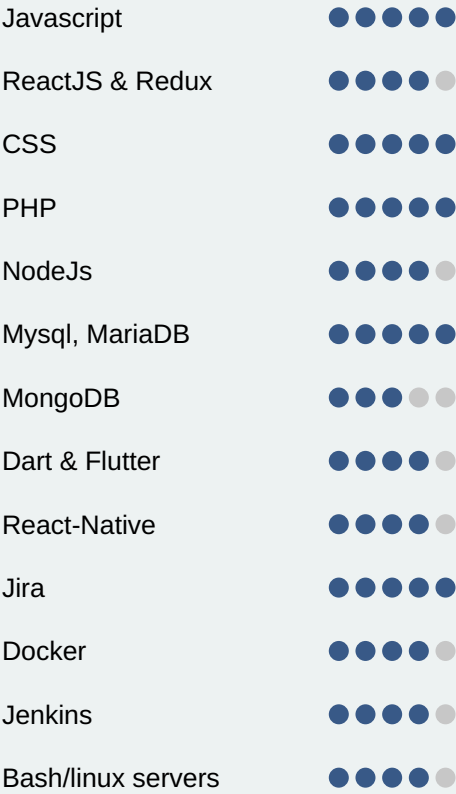 Javascript
ReactJS & Redux
CSS
PHP
NodeJs
Mysql, MariaDB
MongoDB
Dart & Flutter
React-Native
Jira
Docker
Jenkins
Bash/linux servers